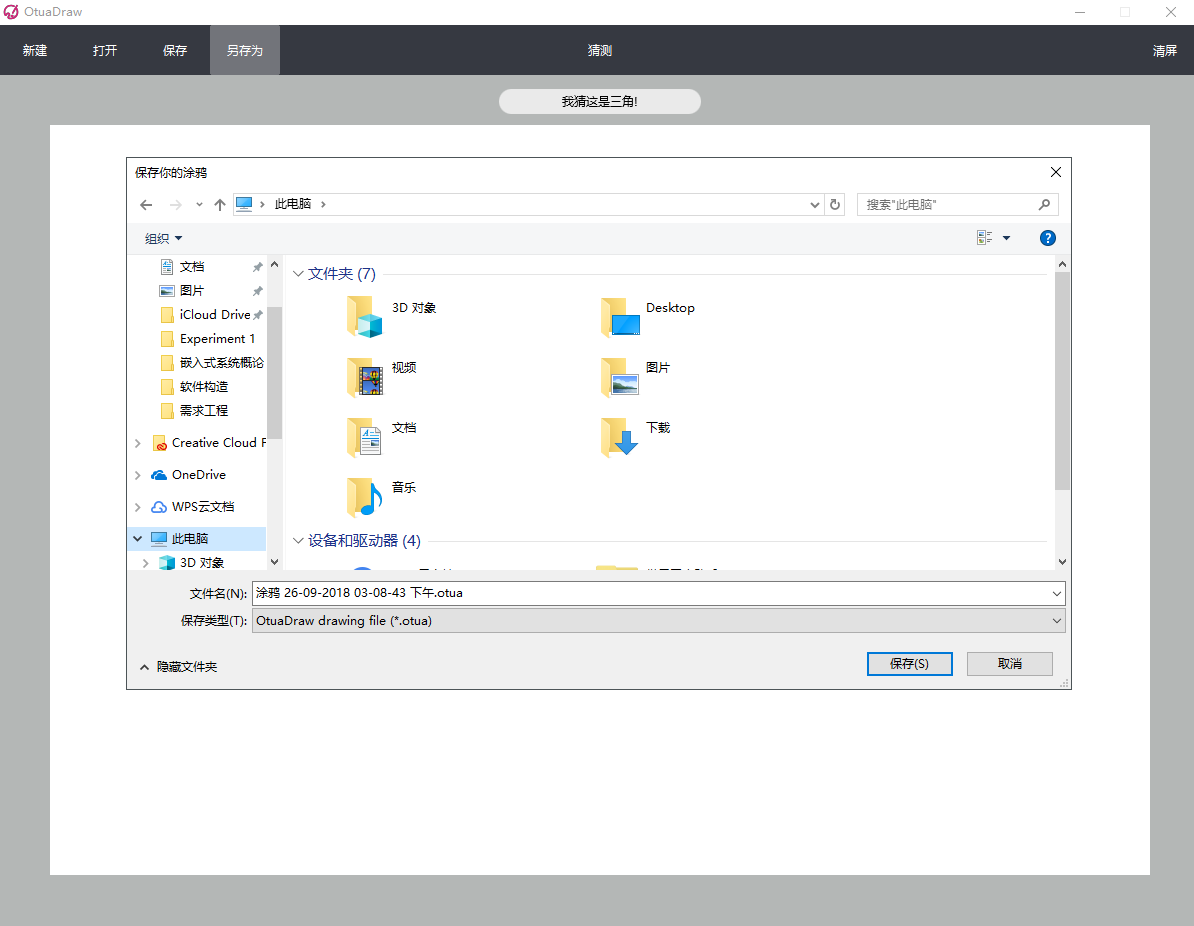 OtuaDraw
新建 打开 保存 另存为 猜测 清屏
我猜这是三角!
保存你的涂鸦
此电脑
搜索"此电脑"
组织
文档
图片
iCloud Drive
Experiment 1
嵌入式系统概论
软件构造
需求工程
Creative Cloud F
OneDrive
WPS云文档
此电脑
3D 对象
文件夹 (7)
3D 对象
Desktop
视频
图片
文档
下载
音乐
设备和驱动器 (4)
文件名(N): 涂鸦 26-09-2018 03-08-43 下午.otua
保存类型(T): OtuaDraw drawing file (*.otua)
隐藏文件夹
保存(S)
取消